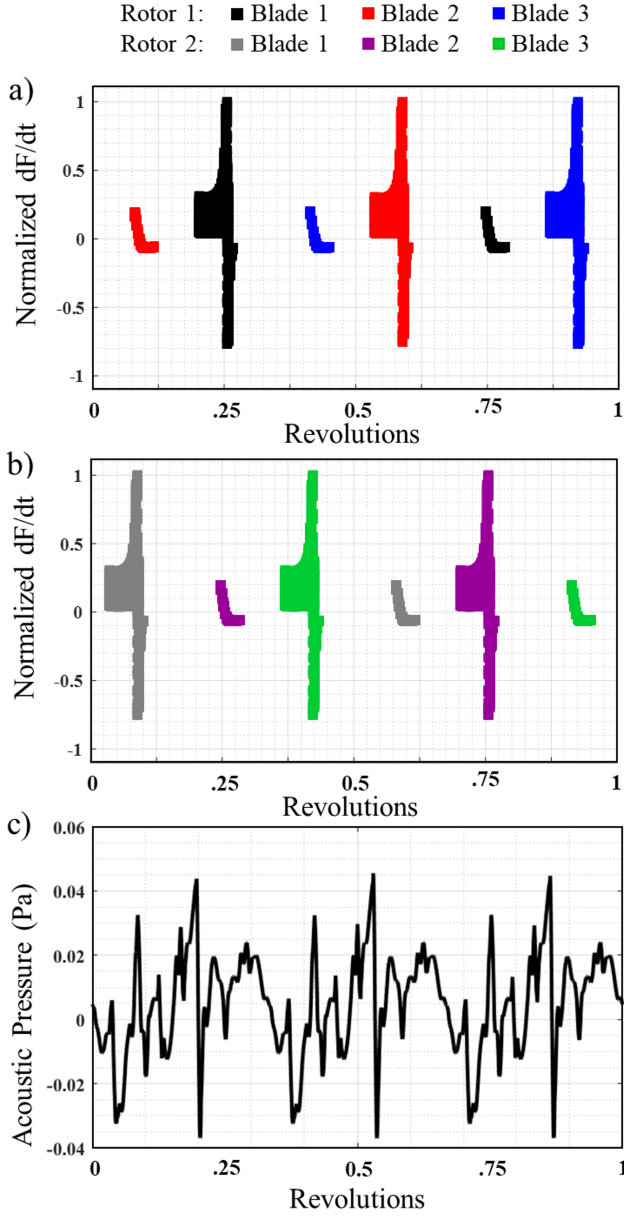 Rotor 1: Blade 1 Blade 2 Blade 3
Rotor 2: Blade 1 Blade 2 Blade 3
a)
Normalized dF/dt
1
0.5
0
-0.5
-1
0 .25 0.5 .75 1
Revolutions
b)
Normalized dF/dt
1
0.5
0
-0.5
-1
0 .25 0.5 .75 1
Revolutions
c)
Acoustic Pressure (Pa)
0.06
0.04
0.02
0
-0.02
-0.04
0 .25 0.5 .75 1
Revolutions